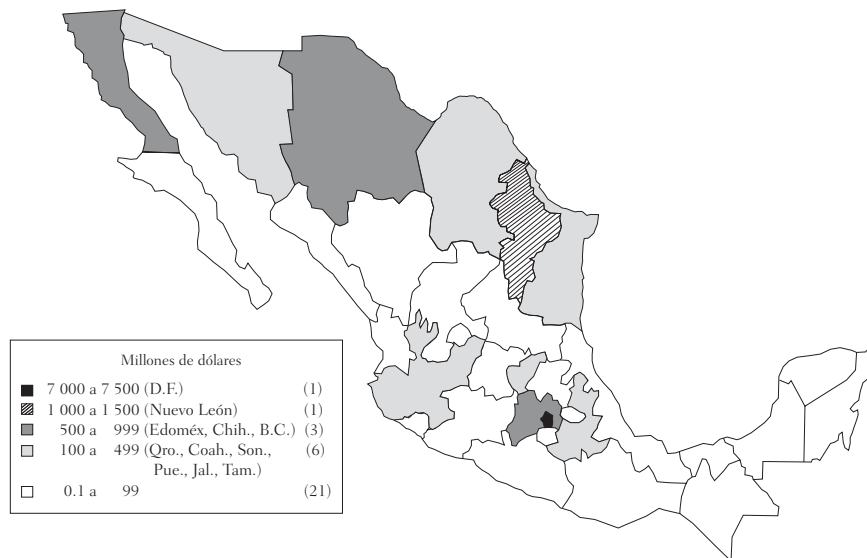 Millones de dólares
7 000 a 7 500 (D.F.) (1)
1 000 a 1 500 (Nuevo León) (1)
500 a 999 (Edoméx, Chih., B.C.) (3)
100 a 499 (Qro., Coah., Son., (6)
Pue., Jal., Tam.)
0.1 a 99 (21)